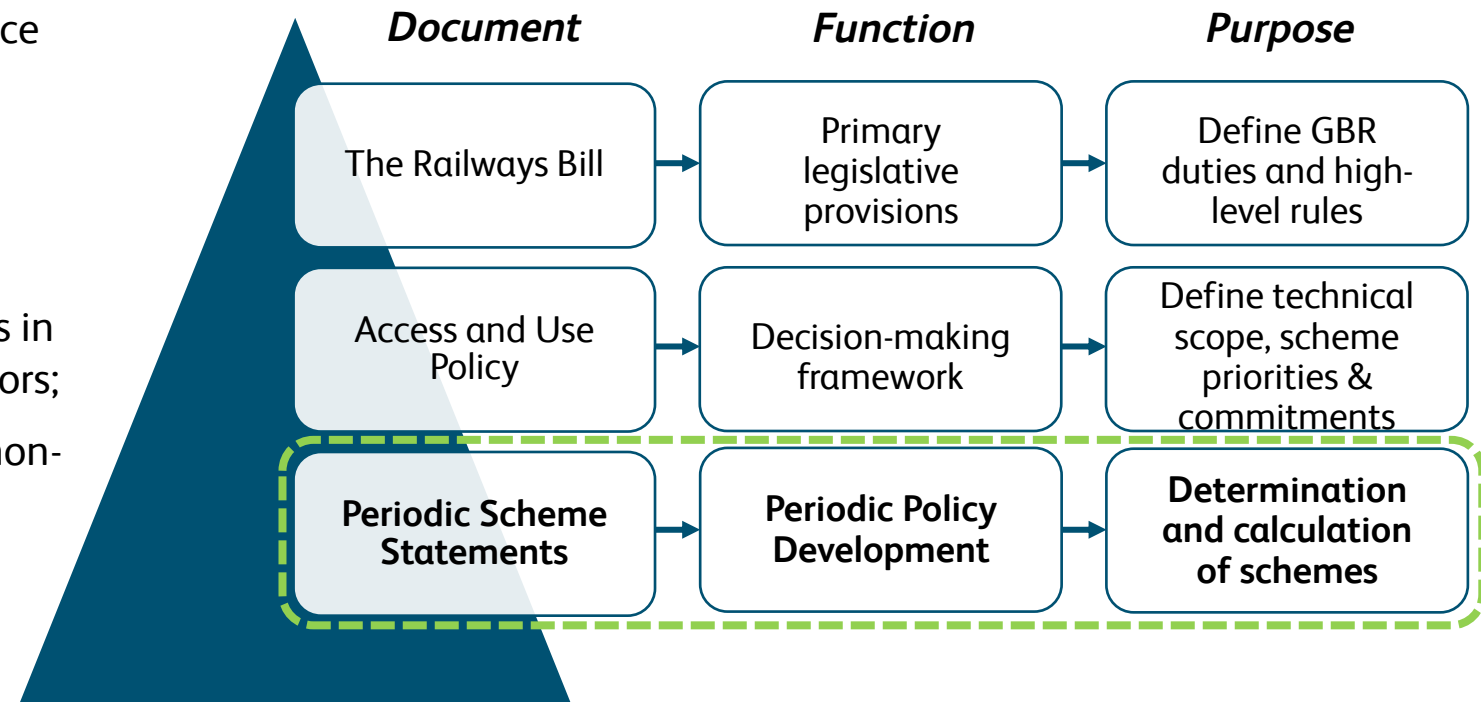 ce
s in
ors;
non-
Document
Function
Purpose
The Railways Bill
Primary
legislative
provisions
Define GBR
duties and high-
level rules
Access and Use
Policy
Decision-making
framework
Define technical
scope, scheme
priorities &
commitments
Periodic Scheme
Statements
Periodic Policy
Development
Determination
and calculation
of schemes